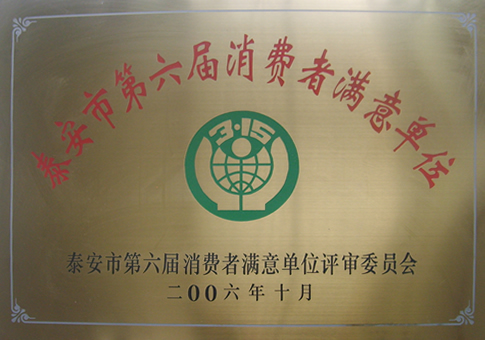 泰安市第六届消费者满意单位
3·15
泰安市第六届消费者满意单位评审委员会
二00六年十月